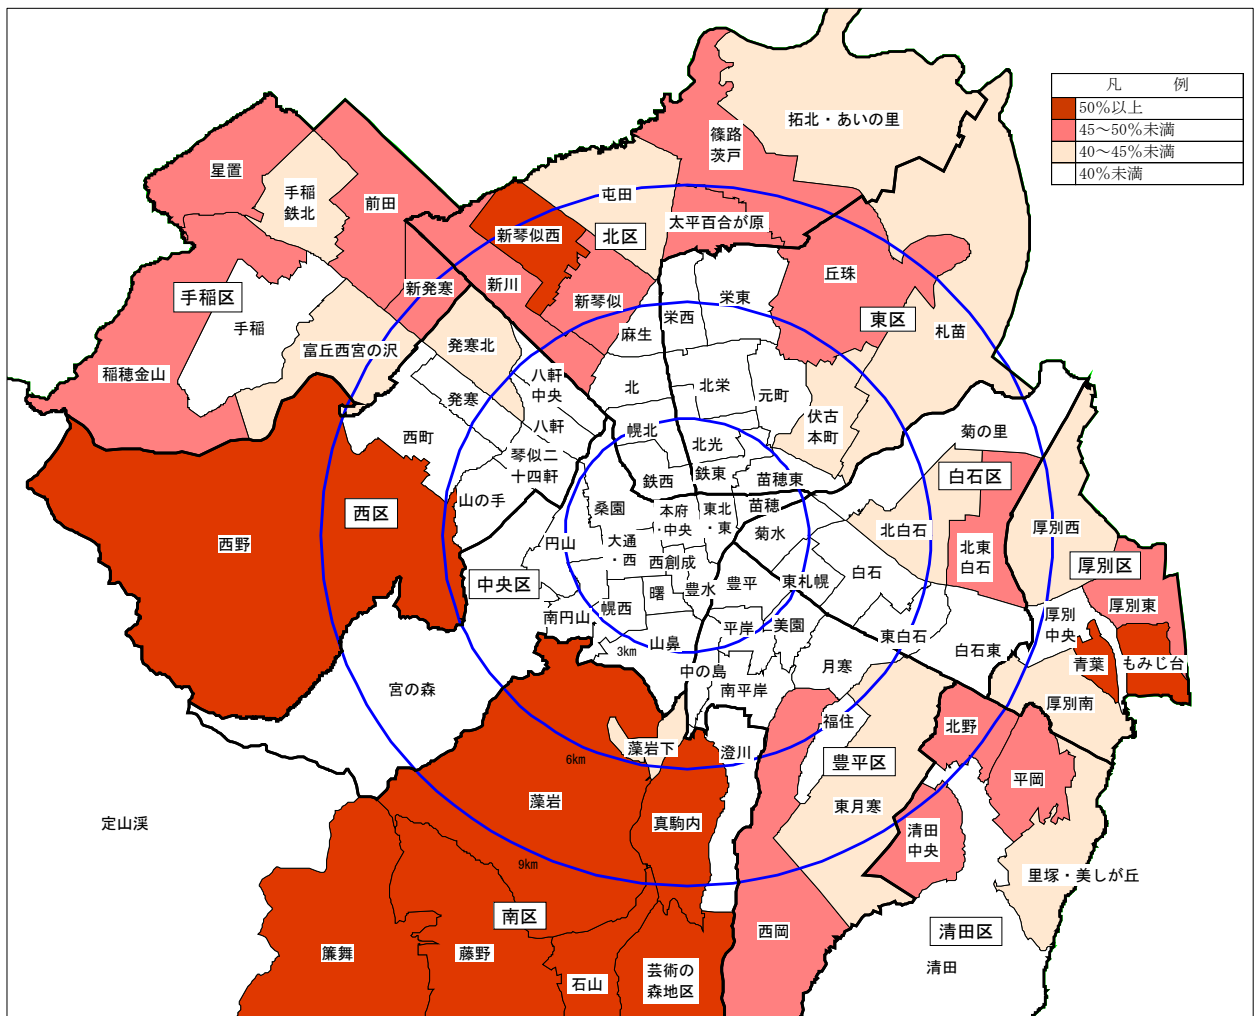 凡　例
50%以上
45～50%未満
40～45%未満
40%未満
拓北・あいの里
篠路
茨戸
星置
手稲
鉄北
前田
屯田
太平百合が原
新琴似西
北区
丘珠
新発寒
新川
新琴似
栄東
手稲区
手稲
麻生
栄西
東区
札苗
富丘西宮の沢
発寒北
稲穂金山
八軒
中央
北
北栄
元町
発寒
伏古
本町
西町
八軒
幌北
北光
菊の里
琴似二
十四軒
鉄西
鉄東
苗穂東
白石区
山の手
桑園
本府
・中央
東北
・東
苗穂
西区
西野
円山
大通
・西
菊水
北白石
北東
白石
厚別西
西創成
厚別区
中央区
曙
豊水
豊平
東札幌
白石
南円山
幌西
厚別東
厚別
中央
平岸
美園
東白石
山鼻
3km
白石東
青葉
もみじ台
中の島
月寒
宮の森
南平岸
厚別南
福住
北野
藻岩下
澄川
6km
豊平区
平岡
藻岩
真駒内
東月寒
定山渓
清田
中央
9km
里塚・美しが丘
南区
西岡
清田区
簾舞
藤野
石山
芸術の
森地区
清田